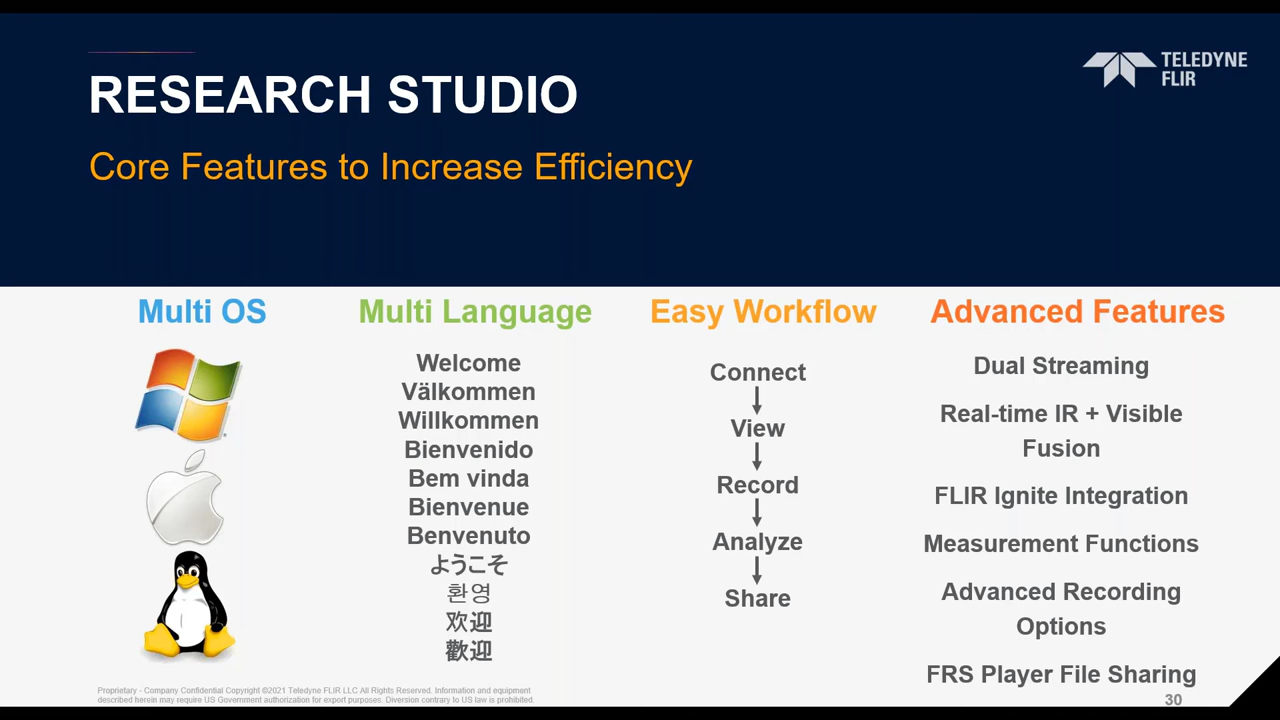 RESEARCH STUDIO
Core Features to Increase Efficiency
TELEDYNE
FLIR
Multi OS
Multi Language
Welcome
Välkommen
Willkommen
Bienvenido
Bem vinda
Bienvenue
Benvenuto
ようこそ
환영
欢迎
歡迎
Easy Workflow
Connect
View
Record
Analyze
Share
Advanced Features
Dual Streaming
Real-time IR + Visible
Fusion
FLIR Ignite Integration
Measurement Functions
Advanced Recording
Options
FRS Player File Sharing
Proprietary - Company Confidential Copyright ©2021 Teledyne FLIR LLC All Rights Reserved. Information and equipment
described herein may require US Government authorization for export purposes. Diversion contrary to US law is prohibited.
30